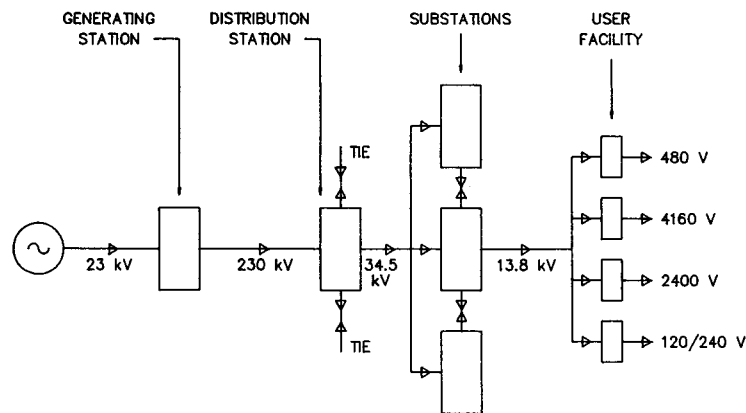 GENERATING
STATION
DISTRIBUTION
STATION
SUBSTATIONS
USER
FACILITY
TIE
480 V
4160 V
23 kV
230 kV
34.5
kV
13.8 kV
2400 V
TIE
120/240 V